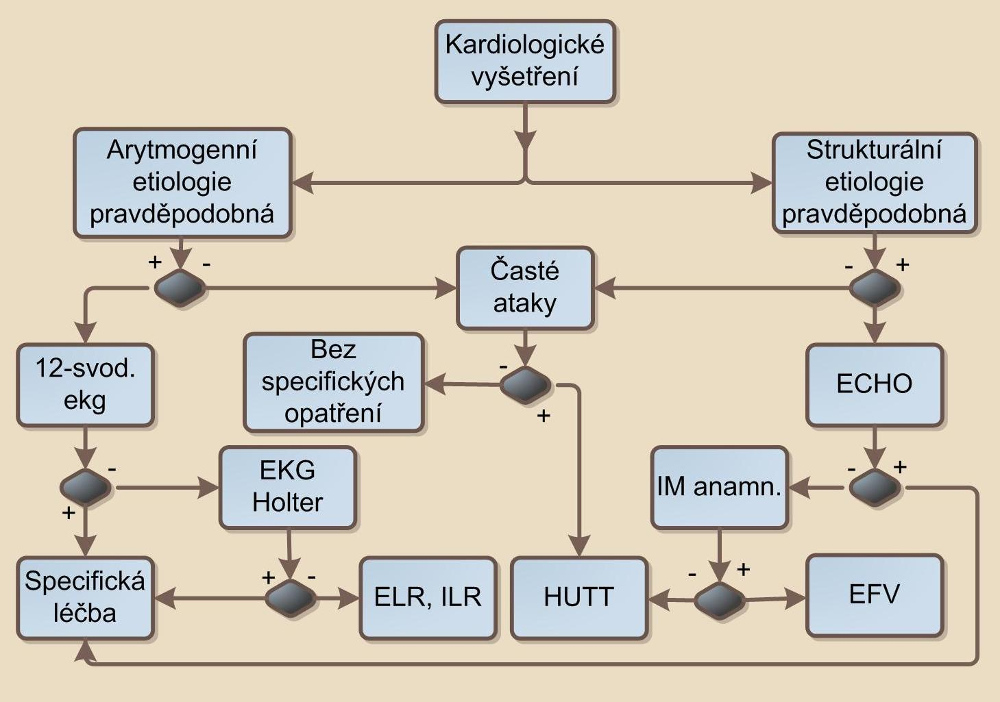 Kardiologické
vyšetření
Arytmogenní
etiologie
pravděpodobná
Strukturální
etiologie
pravděpodobná
+ -
- +
Časté
ataky
12-svod.
ekg
Bez
specifických
opatření
-
+
ECHO
-
+
EKG
Holter
IM anamn.
- +
Specifická
léčba
+ -
ELR, ILR
HUTT
- +
EFV